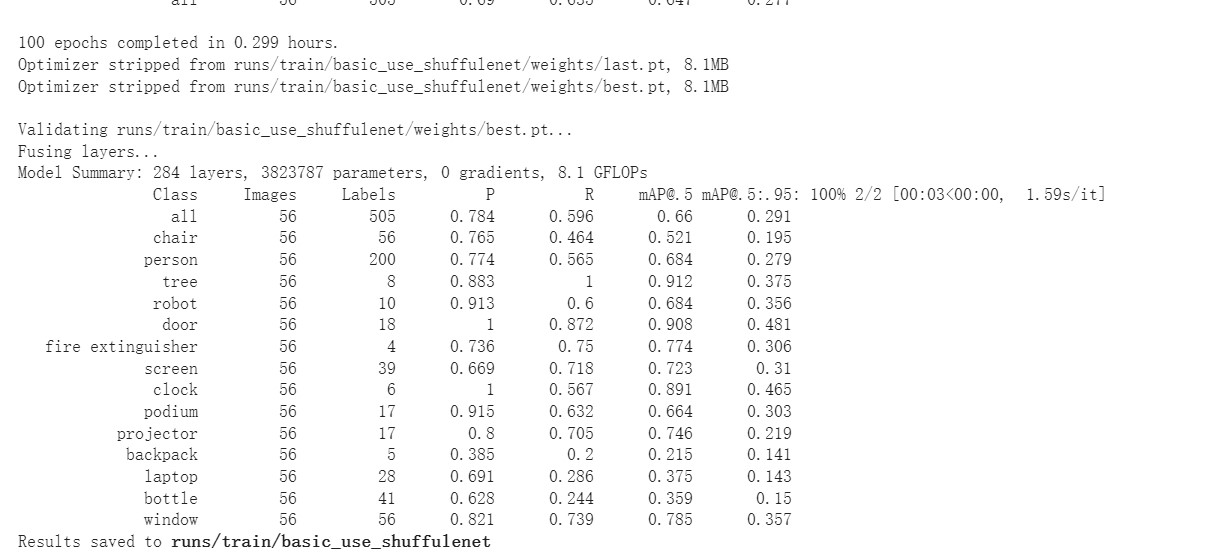 all 56 505 0.69 0.635 0.647 0.277
100 epochs completed in 0.299 hours.
Optimizer stripped from runs/train/basic_use_shuffulenet/weights/last.pt, 8.1MB
Optimizer stripped from runs/train/basic_use_shuffulenet/weights/best.pt, 8.1MB
Validating runs/train/basic_use_shuffulenet/weights/best.pt...
Fusing layers...
Model Summary: 284 layers, 3823787 parameters, 0 gradients, 8.1 GFLOPs
Class Images Labels P R mAP@.5 mAP@.5:.95: 100% 2/2 [00:03<00:00, 1.59s/it]
all 56 505 0.784 0.596 0.66 0.291
chair 56 56 0.765 0.464 0.521 0.195
person 56 200 0.774 0.565 0.684 0.279
tree 56 8 0.883 1 0.912 0.375
robot 56 10 0.913 0.6 0.684 0.356
door 56 18 1 0.872 0.908 0.481
fire extinguisher 56 4 0.736 0.75 0.774 0.306
screen 56 39 0.669 0.718 0.723 0.31
clock 56 6 1 0.567 0.891 0.465
podium 56 17 0.915 0.632 0.664 0.303
projector 56 17 0.8 0.705 0.746 0.219
backpack 56 5 0.385 0.2 0.215 0.141
laptop 56 28 0.691 0.286 0.375 0.143
bottle 56 41 0.628 0.244 0.359 0.15
window 56 56 0.821 0.739 0.785 0.357
Results saved to runs/train/basic_use_shuffulenet